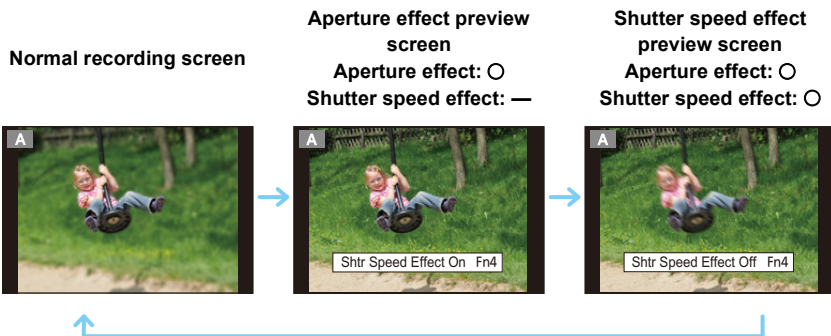 Normal recording screen
Aperture effect preview
screen
Aperture effect: ○
Shutter speed effect: —
Shutter speed effect
preview screen
Aperture effect: ○
Shutter speed effect: ○
A
A
Shtr Speed Effect On Fn4
A
Shtr Speed Effect Off Fn4